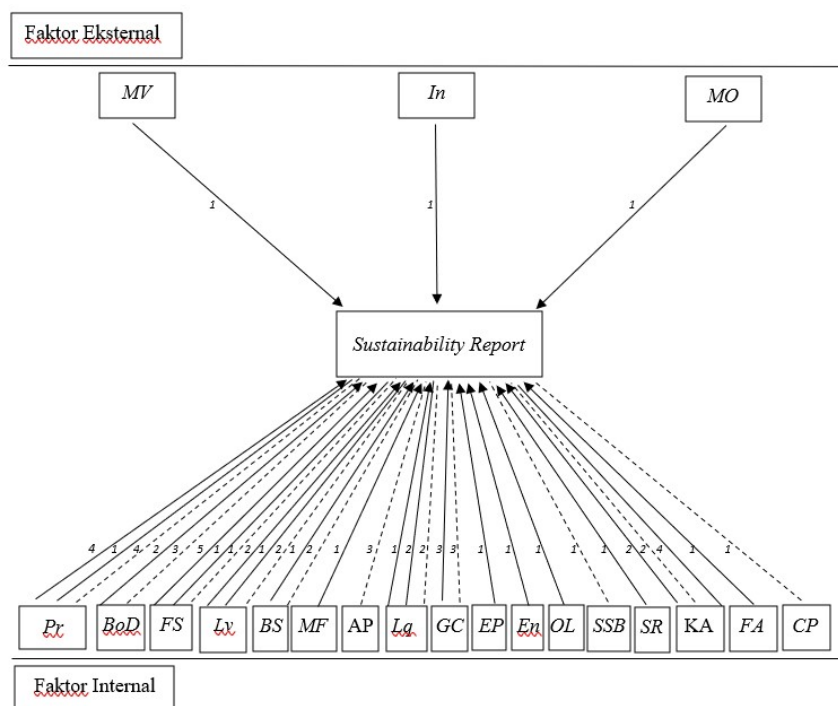 Faktor Eksternal
MV In MO
1 1 1
Sustainability Report
4 1 4 2 3 5 1 1 2 1 2 1 2 1 3 1 2 2 3 3 1 1 1 1 1 2 2 4 1 1
Pr BoD FS Lv BS MF AP Lq GC EP En OL SSB SR KA FA CP
Faktor Internal